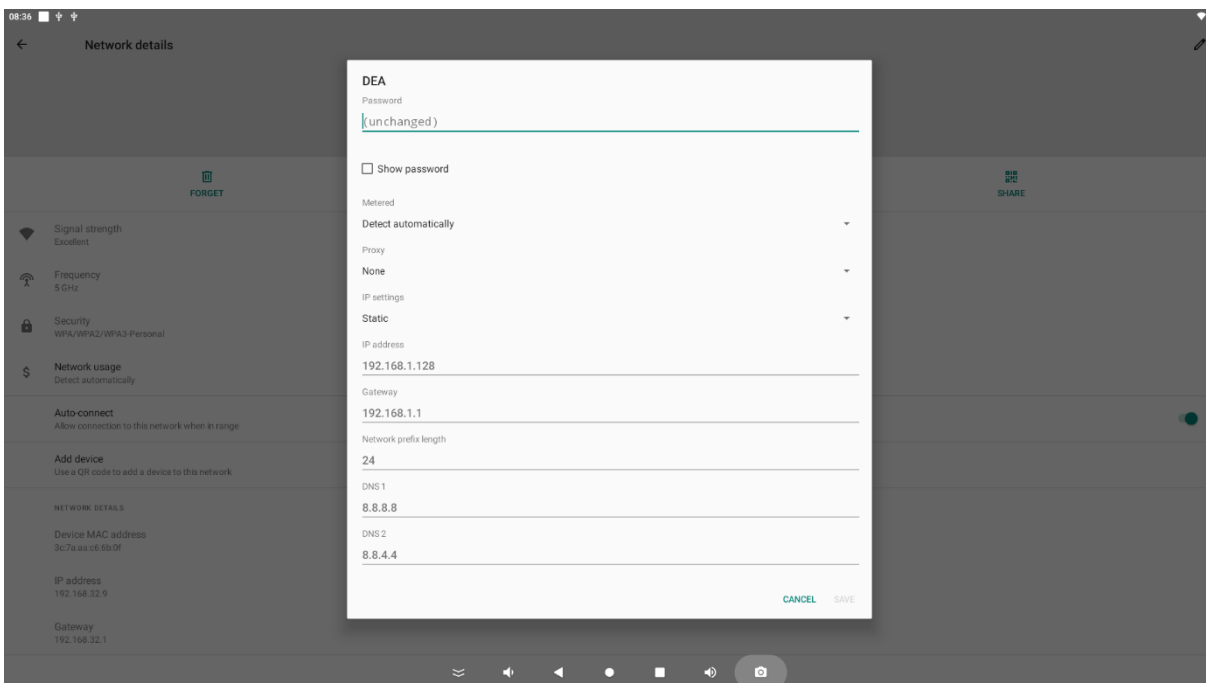 08:36
Network details
DEA
Password
(unchanged)
Show password
FORGET
SHARE
Metered
Detect automatically
Proxy
None
IP settings
Static
IP address
192.168.1.128
Gateway
192.168.1.1
Network prefix length
24
DNS 1
8.8.8.8
DNS 2
8.8.4.4
CANCEL SAVE
Signal strength
Excellent
Frequency
5 GHz
Security
WPA/WPA2/WPA3-Personal
Network usage
Detect automatically
Auto-connect
Allow connection to this network when in range
Add device
Use a QR code to add a device to this network
NETWORK DETAILS
Device MAC address
3c:7a:aa:c6:6b:0f
IP address
192.168.32.9
Gateway
192.168.32.1